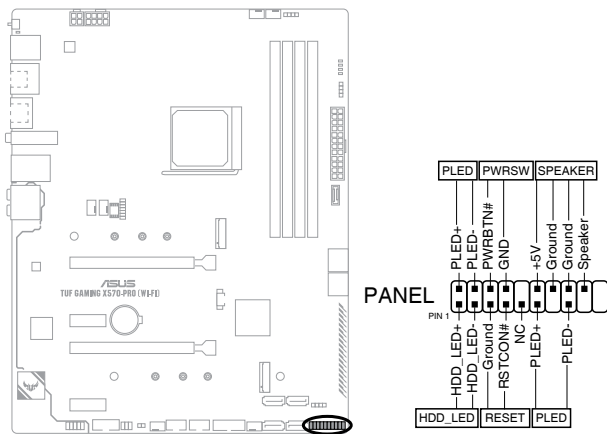 PLED PWRSW SPEAKER
PLED+
PLED-
PWRBTN#
GND
+5V
Ground
Ground
Speaker
PANEL
PIN 1
HDD_LED+
HDD_LED-
Ground
RSTCON#
NC
PLED+
PLED-
HDD_LED RESET PLED
ASUS
TUF GAMING X570-PRO (WI-FI)